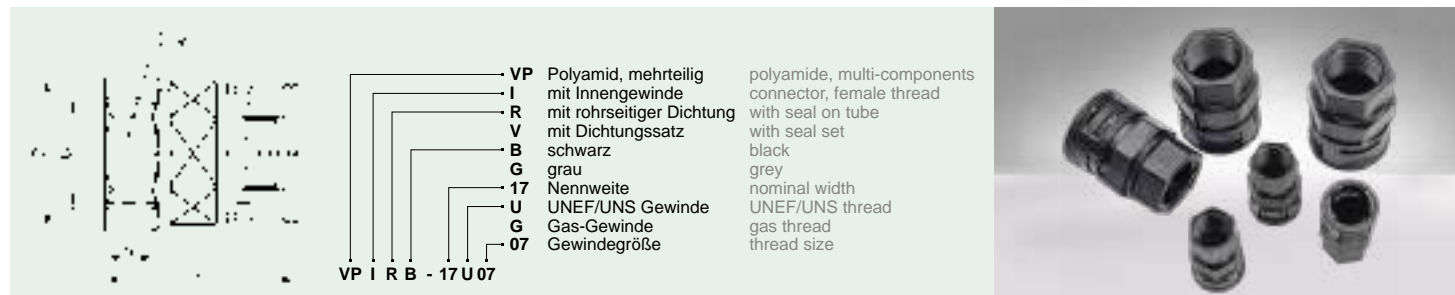 VP Polyamid, mehrteilig polyamide, multi-components
I mit Innengewinde connector, female thread
R mit rohrseitiger Dichtung with seal on tube
V mit Dichtungssatz with seal set
B schwarz black
G grau grey
17 Nennweite nominal width
U UNEF/UNS Gewinde UNEF/UNS thread
G Gas-Gewinde gas thread
07 Gewindegröße thread size
VP I R B - 17 U 07